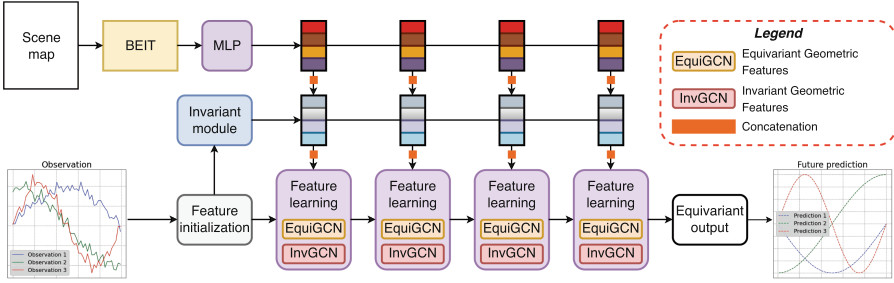 Scene
map
BEIT
MLP
Legend
EquiGCN
Equivariant Geometric
Features
InvGCN
Invariant Geometric
Features
Concatenation
Invariant
module
Observation
Observation 1
Observation 2
Observation 3
Feature
initialization
Feature
learning
EquiGCN
InvGCN
Feature
learning
EquiGCN
InvGCN
Feature
learning
EquiGCN
InvGCN
Feature
learning
EquiGCN
InvGCN
Equivariant
output
Future prediction
Prediction 1
Prediction 2
Prediction 3